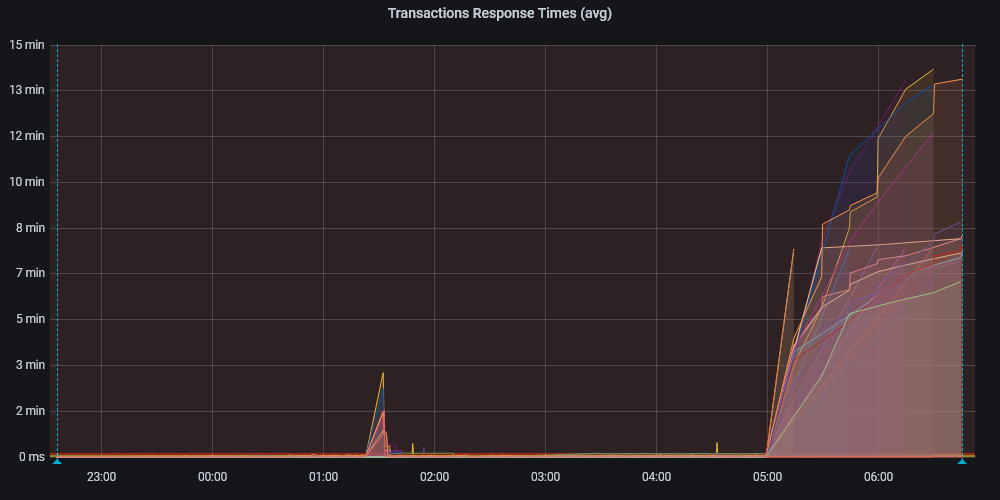 Transactions Response Times (avg)
15 min
13 min
12 min
10 min
8 min
7 min
5 min
3 min
2 min
0 ms
23:00 00:00 01:00 02:00 03:00 04:00 05:00 06:00